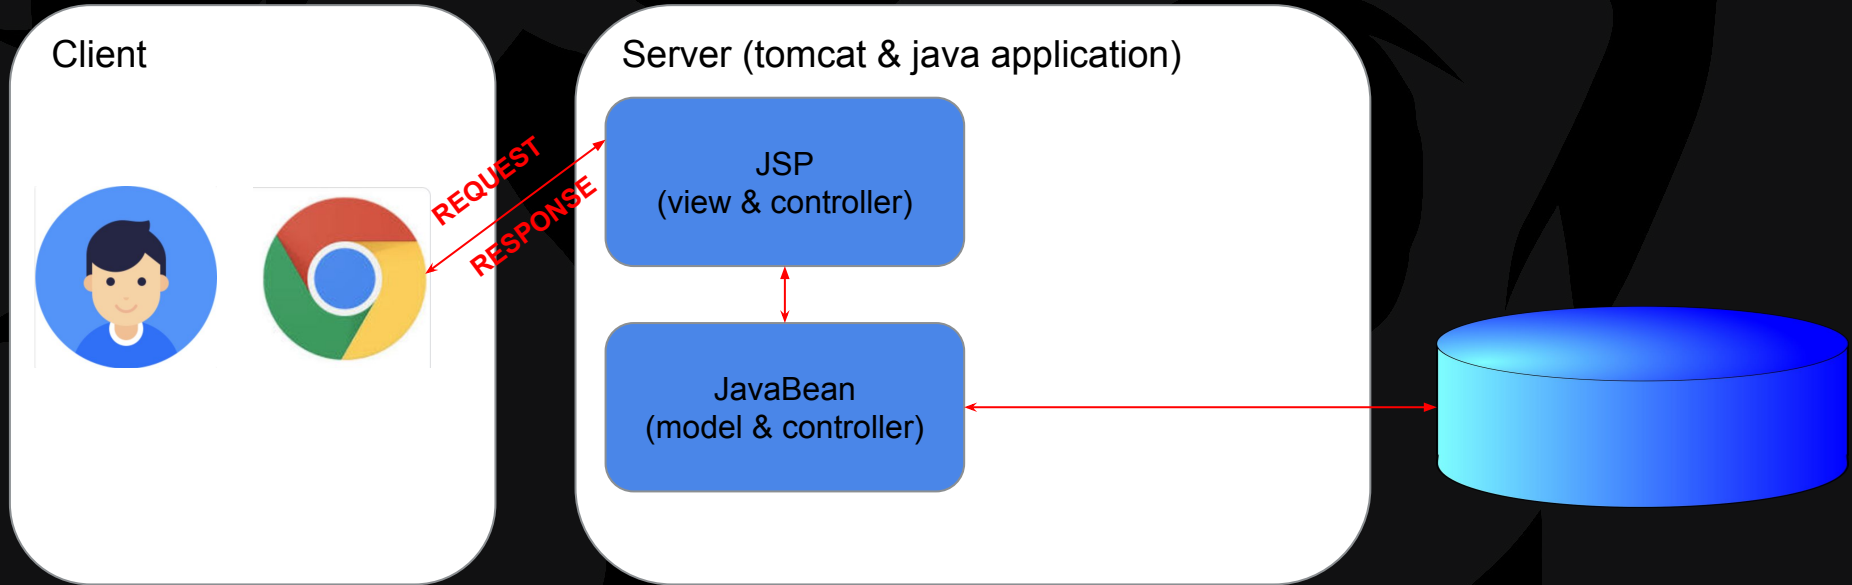 Client
Server (tomcat & java application)
REQUEST
RESPONSE
JSP
(view & controller)
JavaBean
(model & controller)